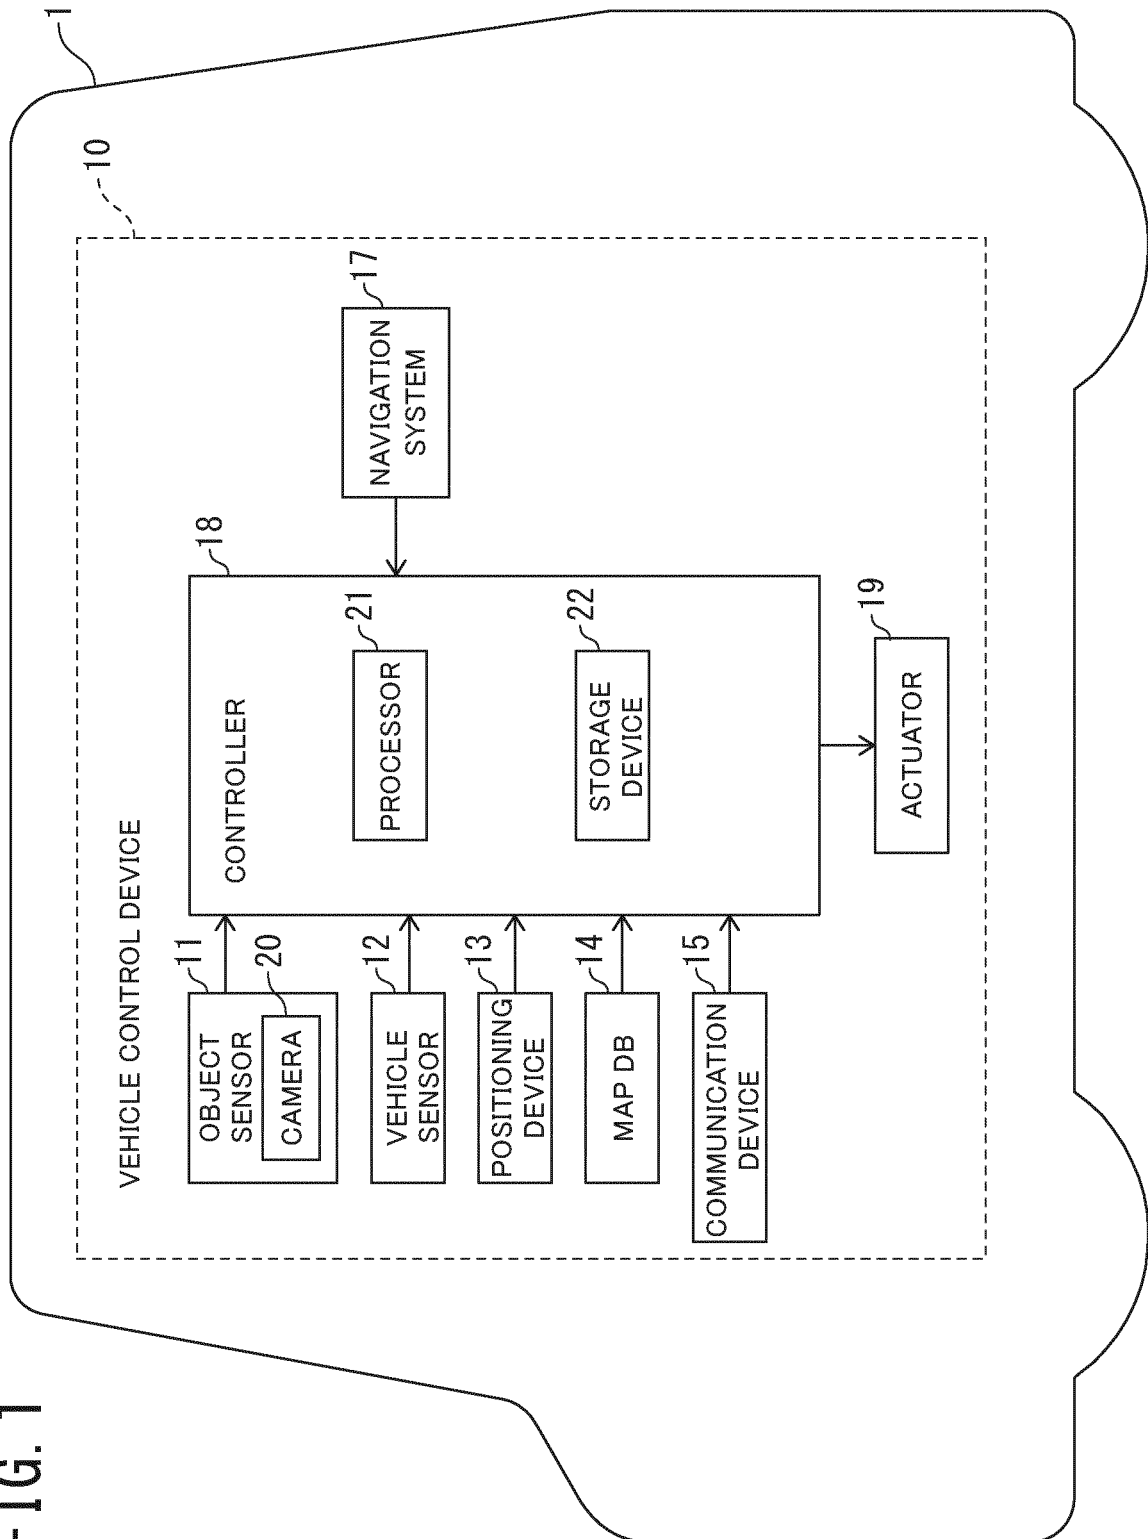 FIG. 1
1
10
VEHICLE CONTROL DEVICE
11
OBJECT
SENSOR
20
CAMERA
12
VEHICLE
SENSOR
13
POSITIONING
DEVICE
14
MAP DB
15
COMMUNICATION
DEVICE
18
CONTROLLER
21
PROCESSOR
22
STORAGE
DEVICE
17
NAVIGATION
SYSTEM
19
ACTUATOR